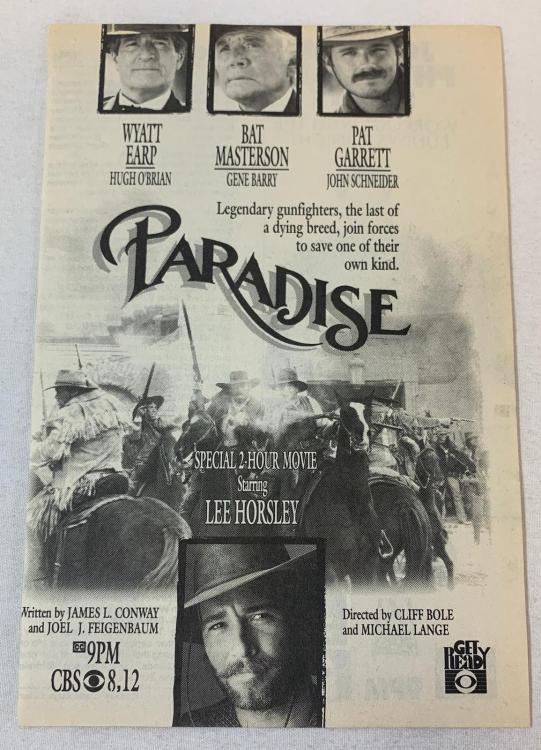 WYATT
EARP
HUGH O'BRIAN
BAT
MASTERSON
GENE BARRY
PAT
GARRETT
JOHN SCHNEIDER
Legendary gunfighters, the last of
a dying breed, join forces
to save one of their
own kind.
PARADISE
SPECIAL 2-HOUR MOVIE
Starring
LEE HORSLEY
Written by JAMES L. CONWAY
and JOEL J. FEIGENBAUM
Directed by CLIFF BOLE
and MICHAEL LANGE
CC 9PM
CBS 8,12
GET
READY